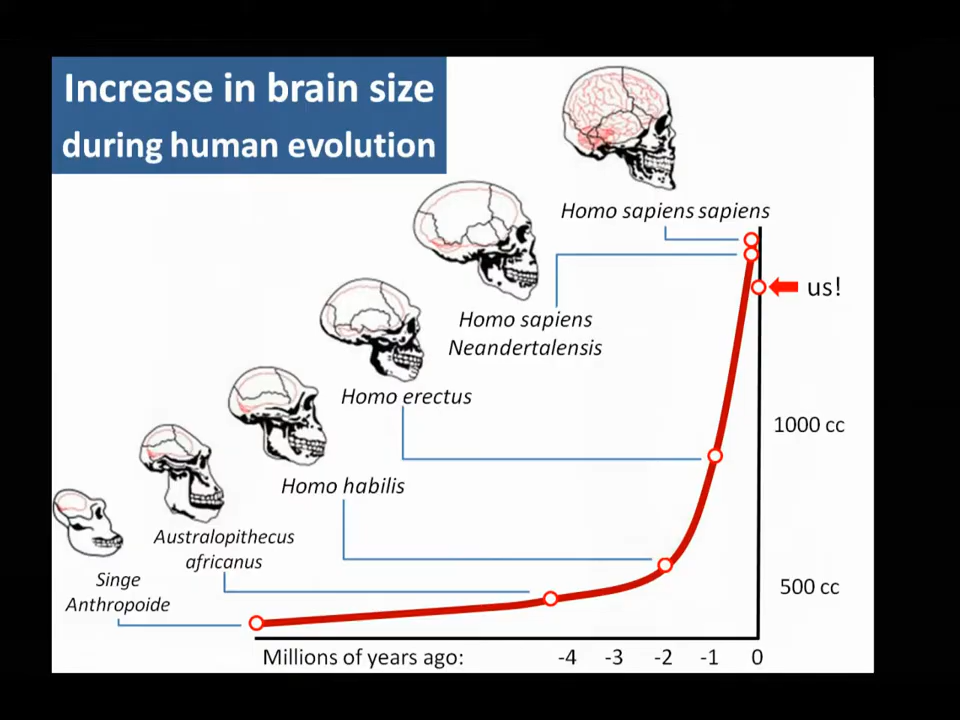 Increase in brain size
during human evolution
Homo sapiens sapiens
us!
Homo sapiens
Neandertalensis
Homo erectus
1000 cc
Homo habilis
Australopithecus
africanus
Singe
Anthropoide
500 cc
Millions of years ago: -4 -3 -2 -1 0